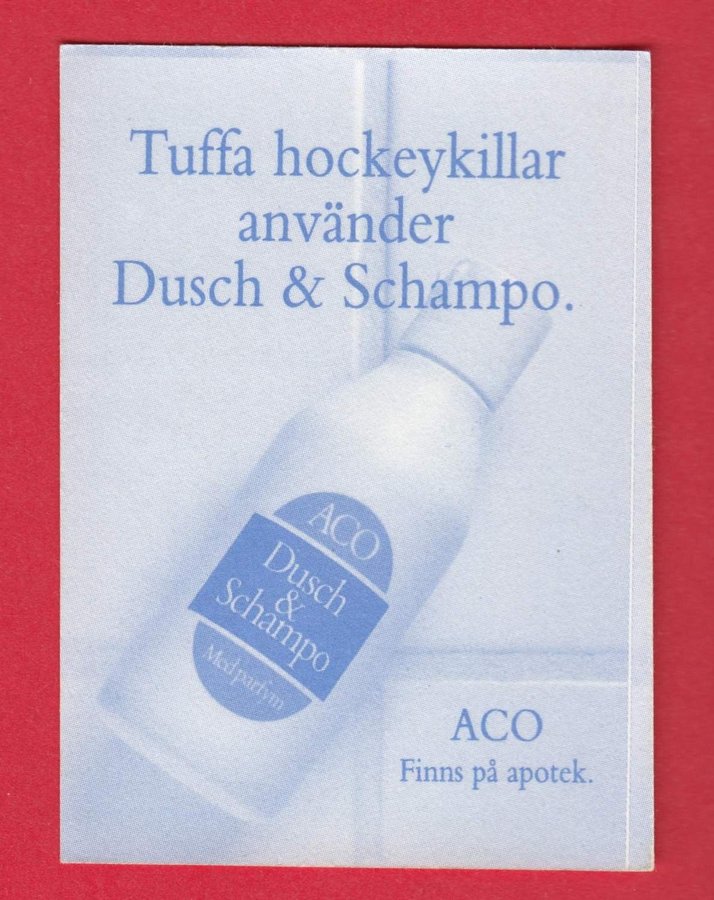 Tuffa hockeykillar
använder
Dusch & Schampo.
ACO
Dusch
&
Schampo
Med parfym
ACO
Finns på apotek.